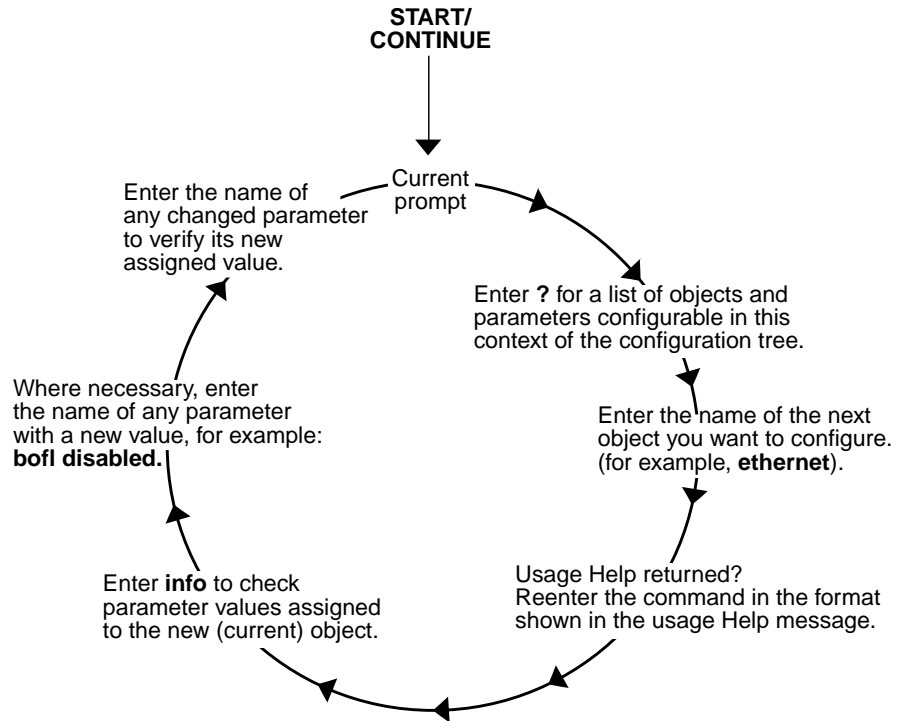 START/
CONTINUE
Current
prompt
Enter ? for a list of objects and
parameters configurable in this
context of the configuration tree.
Enter the name of the next
object you want to configure.
(for example, ethernet).
Usage Help returned?
Reenter the command in the format
shown in the usage Help message.
Enter info to check
parameter values assigned
to the new (current) object.
Where necessary, enter
the name of any parameter
with a new value, for example:
bofl disabled.
Enter the name of
any changed parameter
to verify its new
assigned value.